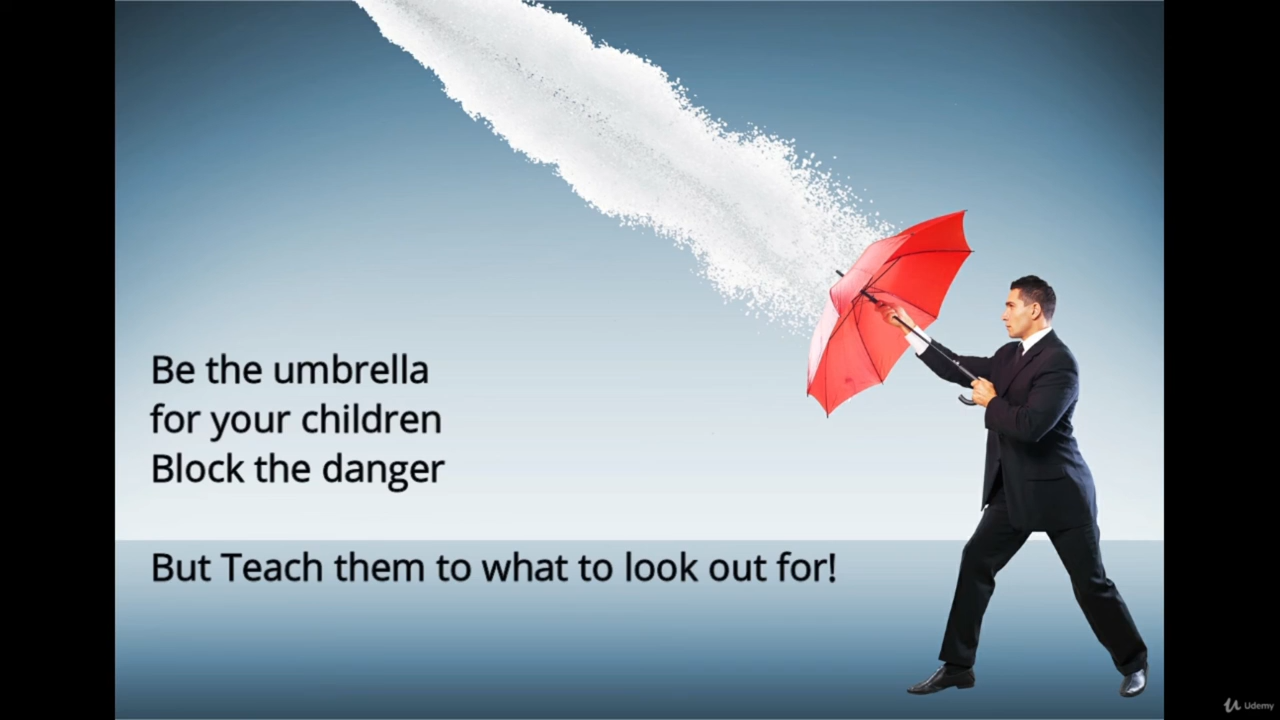 Be the umbrella
for your children
Block the danger
But Teach them to what to look out for!
Udemy